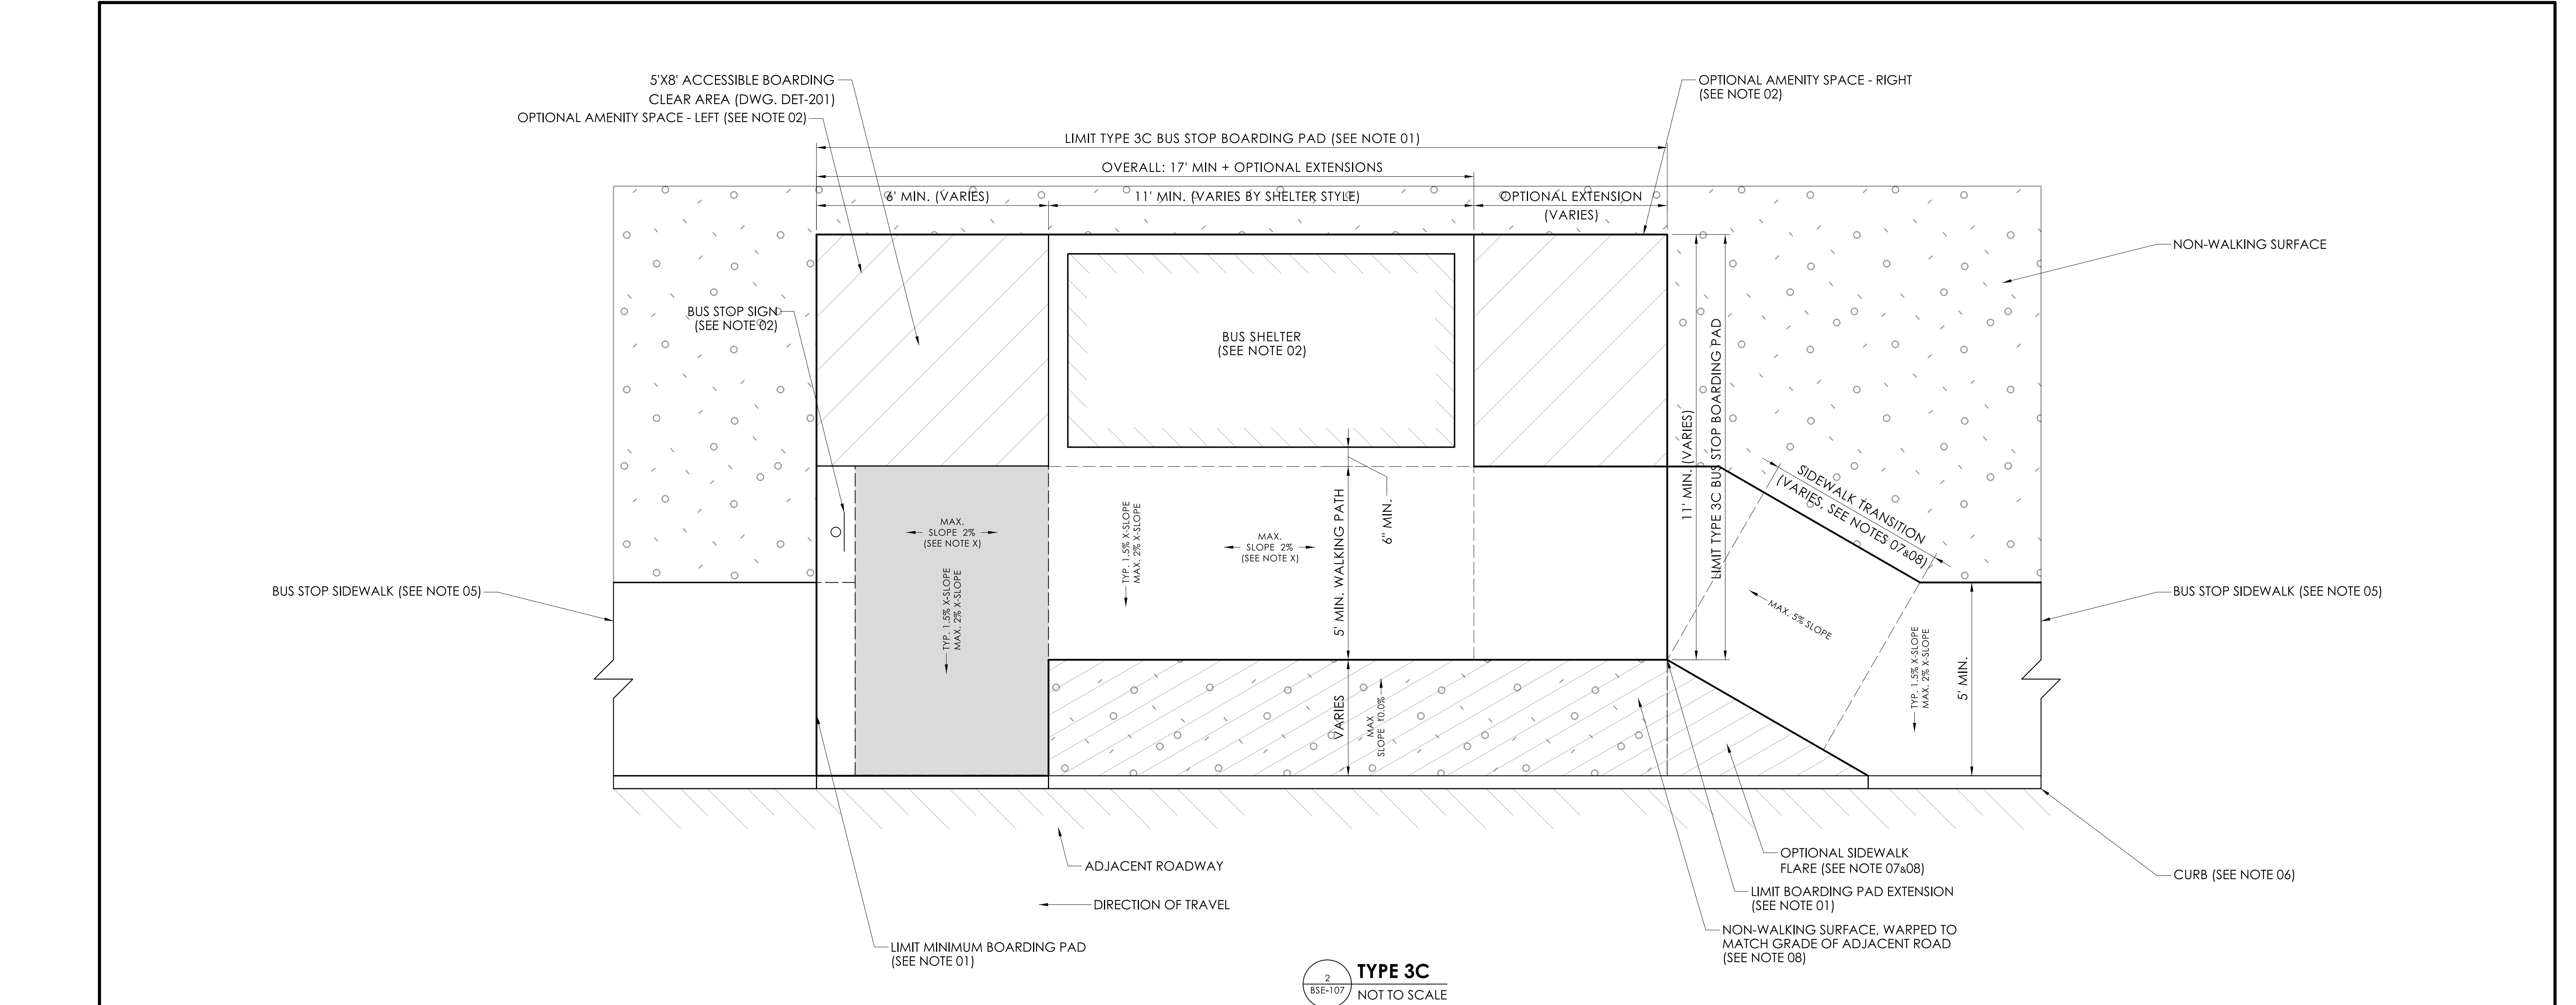 5'X8' ACCESSIBLE BOARDING
CLEAR AREA (DWG. DET-201)
OPTIONAL AMENITY SPACE - LEFT (SEE NOTE 02)
OPTIONAL AMENITY SPACE - RIGHT
(SEE NOTE 02)
LIMIT TYPE 3C BUS STOP BOARDING PAD (SEE NOTE 01)
OVERALL: 17' MIN + OPTIONAL EXTENSIONS
6' MIN. (VARIES)
11' MIN. (VARIES BY SHELTER STYLE)
OPTIONAL EXTENSION
(VARIES)
NON-WALKING SURFACE
BUS STOP SIGN
(SEE NOTE 02)
BUS SHELTER
(SEE NOTE 02)
11' MIN. (VARIES)
LIMIT TYPE 3C BUS STOP BOARDING PAD
SIDEWALK TRANSITION
(VARIES, SEE NOTES 07&08)
MAX.
SLOPE 2%
(SEE NOTE X)
TYP. 1.5% X-SLOPE
MAX. 2% X-SLOPE
TYP. 1.5% X-SLOPE
MAX. 2% X-SLOPE
MAX.
SLOPE 2%
(SEE NOTE X)
5' MIN. WALKING PATH
6" MIN.
BUS STOP SIDEWALK (SEE NOTE 05)
BUS STOP SIDEWALK (SEE NOTE 05)
MAX. 5% SLOPE
TYP. 1.5% X-SLOPE
MAX. 2% X-SLOPE
5' MIN.
VARIES
MAX
SLOPE 10.0%
ADJACENT ROADWAY
DIRECTION OF TRAVEL
LIMIT MINIMUM BOARDING PAD
(SEE NOTE 01)
OPTIONAL SIDEWALK
FLARE (SEE NOTE 07&08)
LIMIT BOARDING PAD EXTENSION
(SEE NOTE 01)
NON-WALKING SURFACE, WARPED TO
MATCH GRADE OF ADJACENT ROAD
(SEE NOTE 08)
CURB (SEE NOTE 06)
2
BSE-107
TYPE 3C
NOT TO SCALE